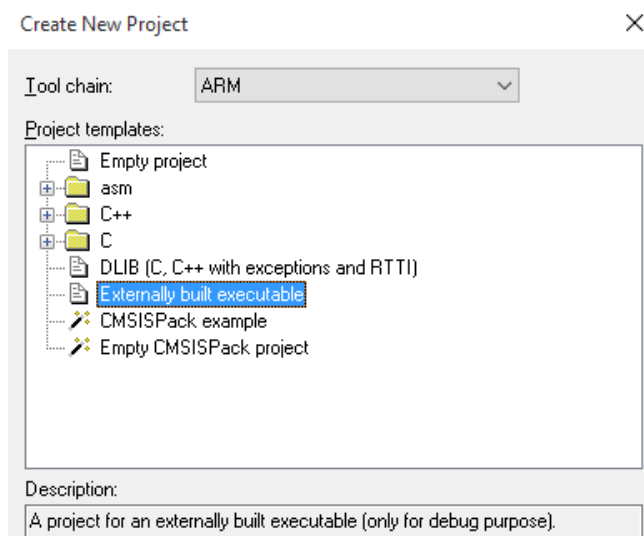 Create New Project
Tool chain: ARM
Project templates:
Empty project
asm
C++
C
DLIB (C, C++ with exceptions and RTTI)
Externally built executable
CMSISPack example
Empty CMSISPack project
Description:
A project for an externally built executable (only for debug purpose).